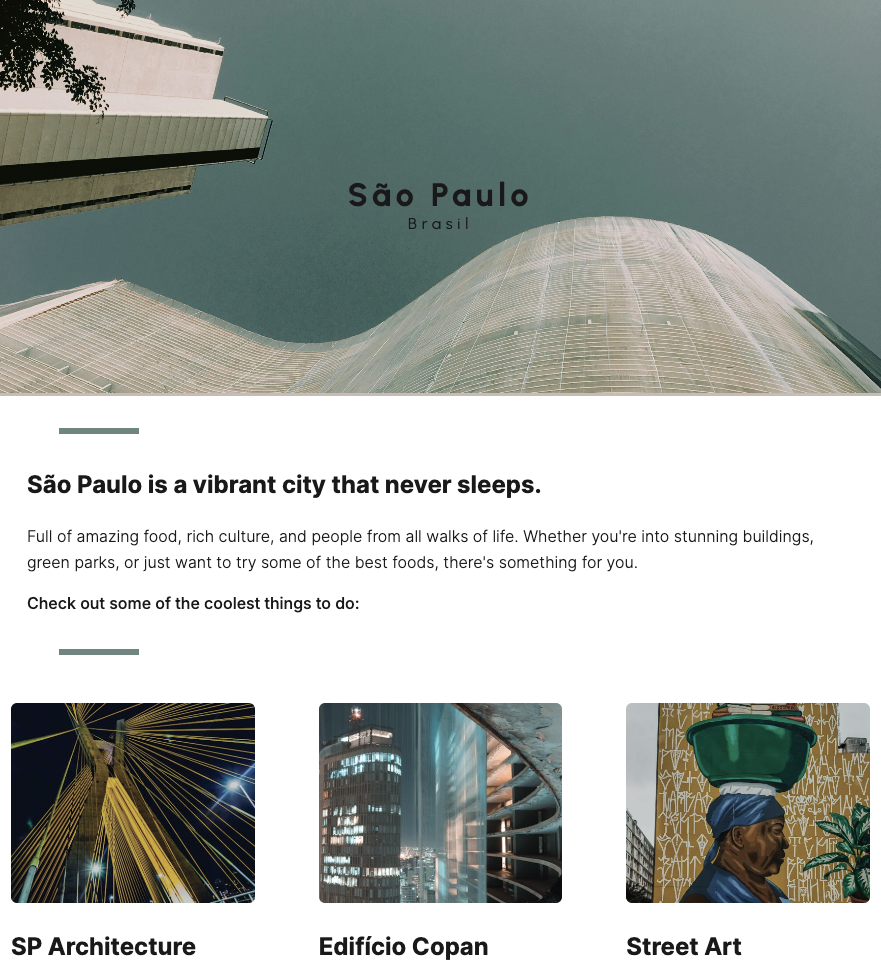 São Paulo
Brasil
São Paulo is a vibrant city that never sleeps.
Full of amazing food, rich culture, and people from all walks of life. Whether you're into stunning buildings,
green parks, or just want to try some of the best foods, there's something for you.
Check out some of the coolest things to do:
SP Architecture
Edifício Copan
Street Art